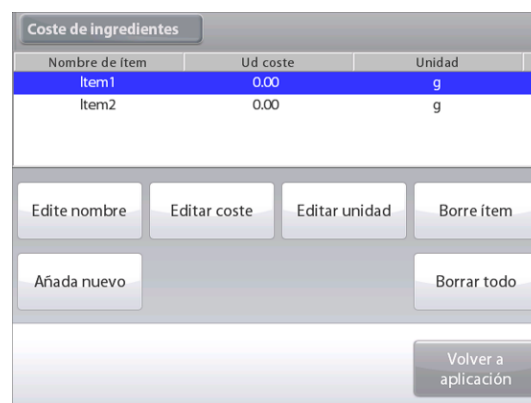 Coste de ingredientes
Nombre de ítem Ud coste Unidad
Item1 0.00 g
Item2 0.00 g
Edite nombre Editar coste Editar unidad Borre ítem
Añada nuevo Borrar todo
Volver a
aplicación